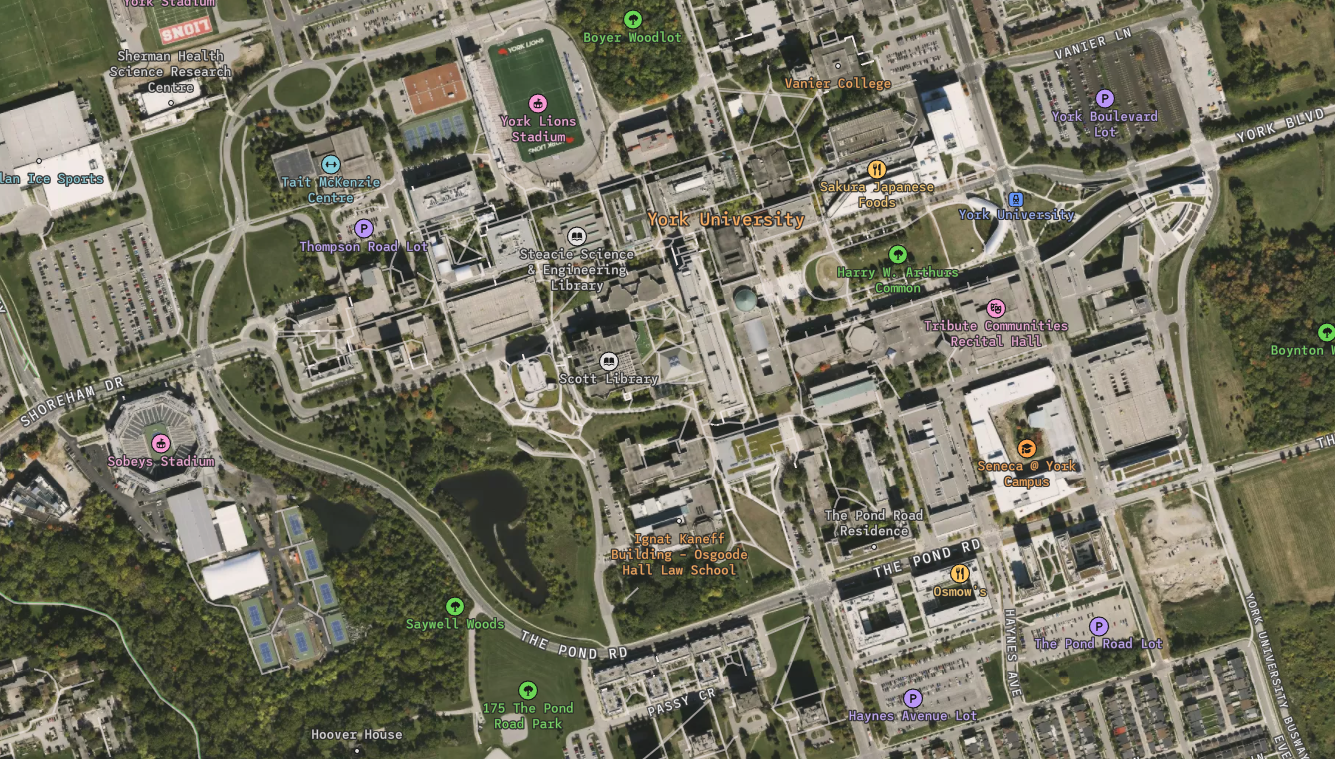 York Stadium
LIONS
Sherman Health
Science Research
Centre
YORK LIONS
Boyer Woodlot
Vanier College
VANIER LN
York Boulevard
Lot
YORK BLVD
York Lions
Stadium
YORK LIONS
lan Ice Sports
Tait McKenzie
Centre
Sakura Japanese
Foods
York University
York University
Thompson Road Lot
Steacie Science
& Engineering
Library
Harry W. Arthurs
Common
Tribute Communities
Recital Hall
Boynton W
Scott Library
SHOREHAM DR
Sobeys Stadium
Seneca @ York
Campus
TH
The Pond Road
Residence
Ignat Kaneff
Building - Osgoode
Hall Law School
THE POND RD
Osmow's
Saywell Woods
THE POND RD
HAYNES AVE
The Pond Road Lot
YORK UNIVERSITY BUSWAY
PASSY CR
175 The Pond
Road Park
Haynes Avenue Lot
Hoover House
EVE
LN